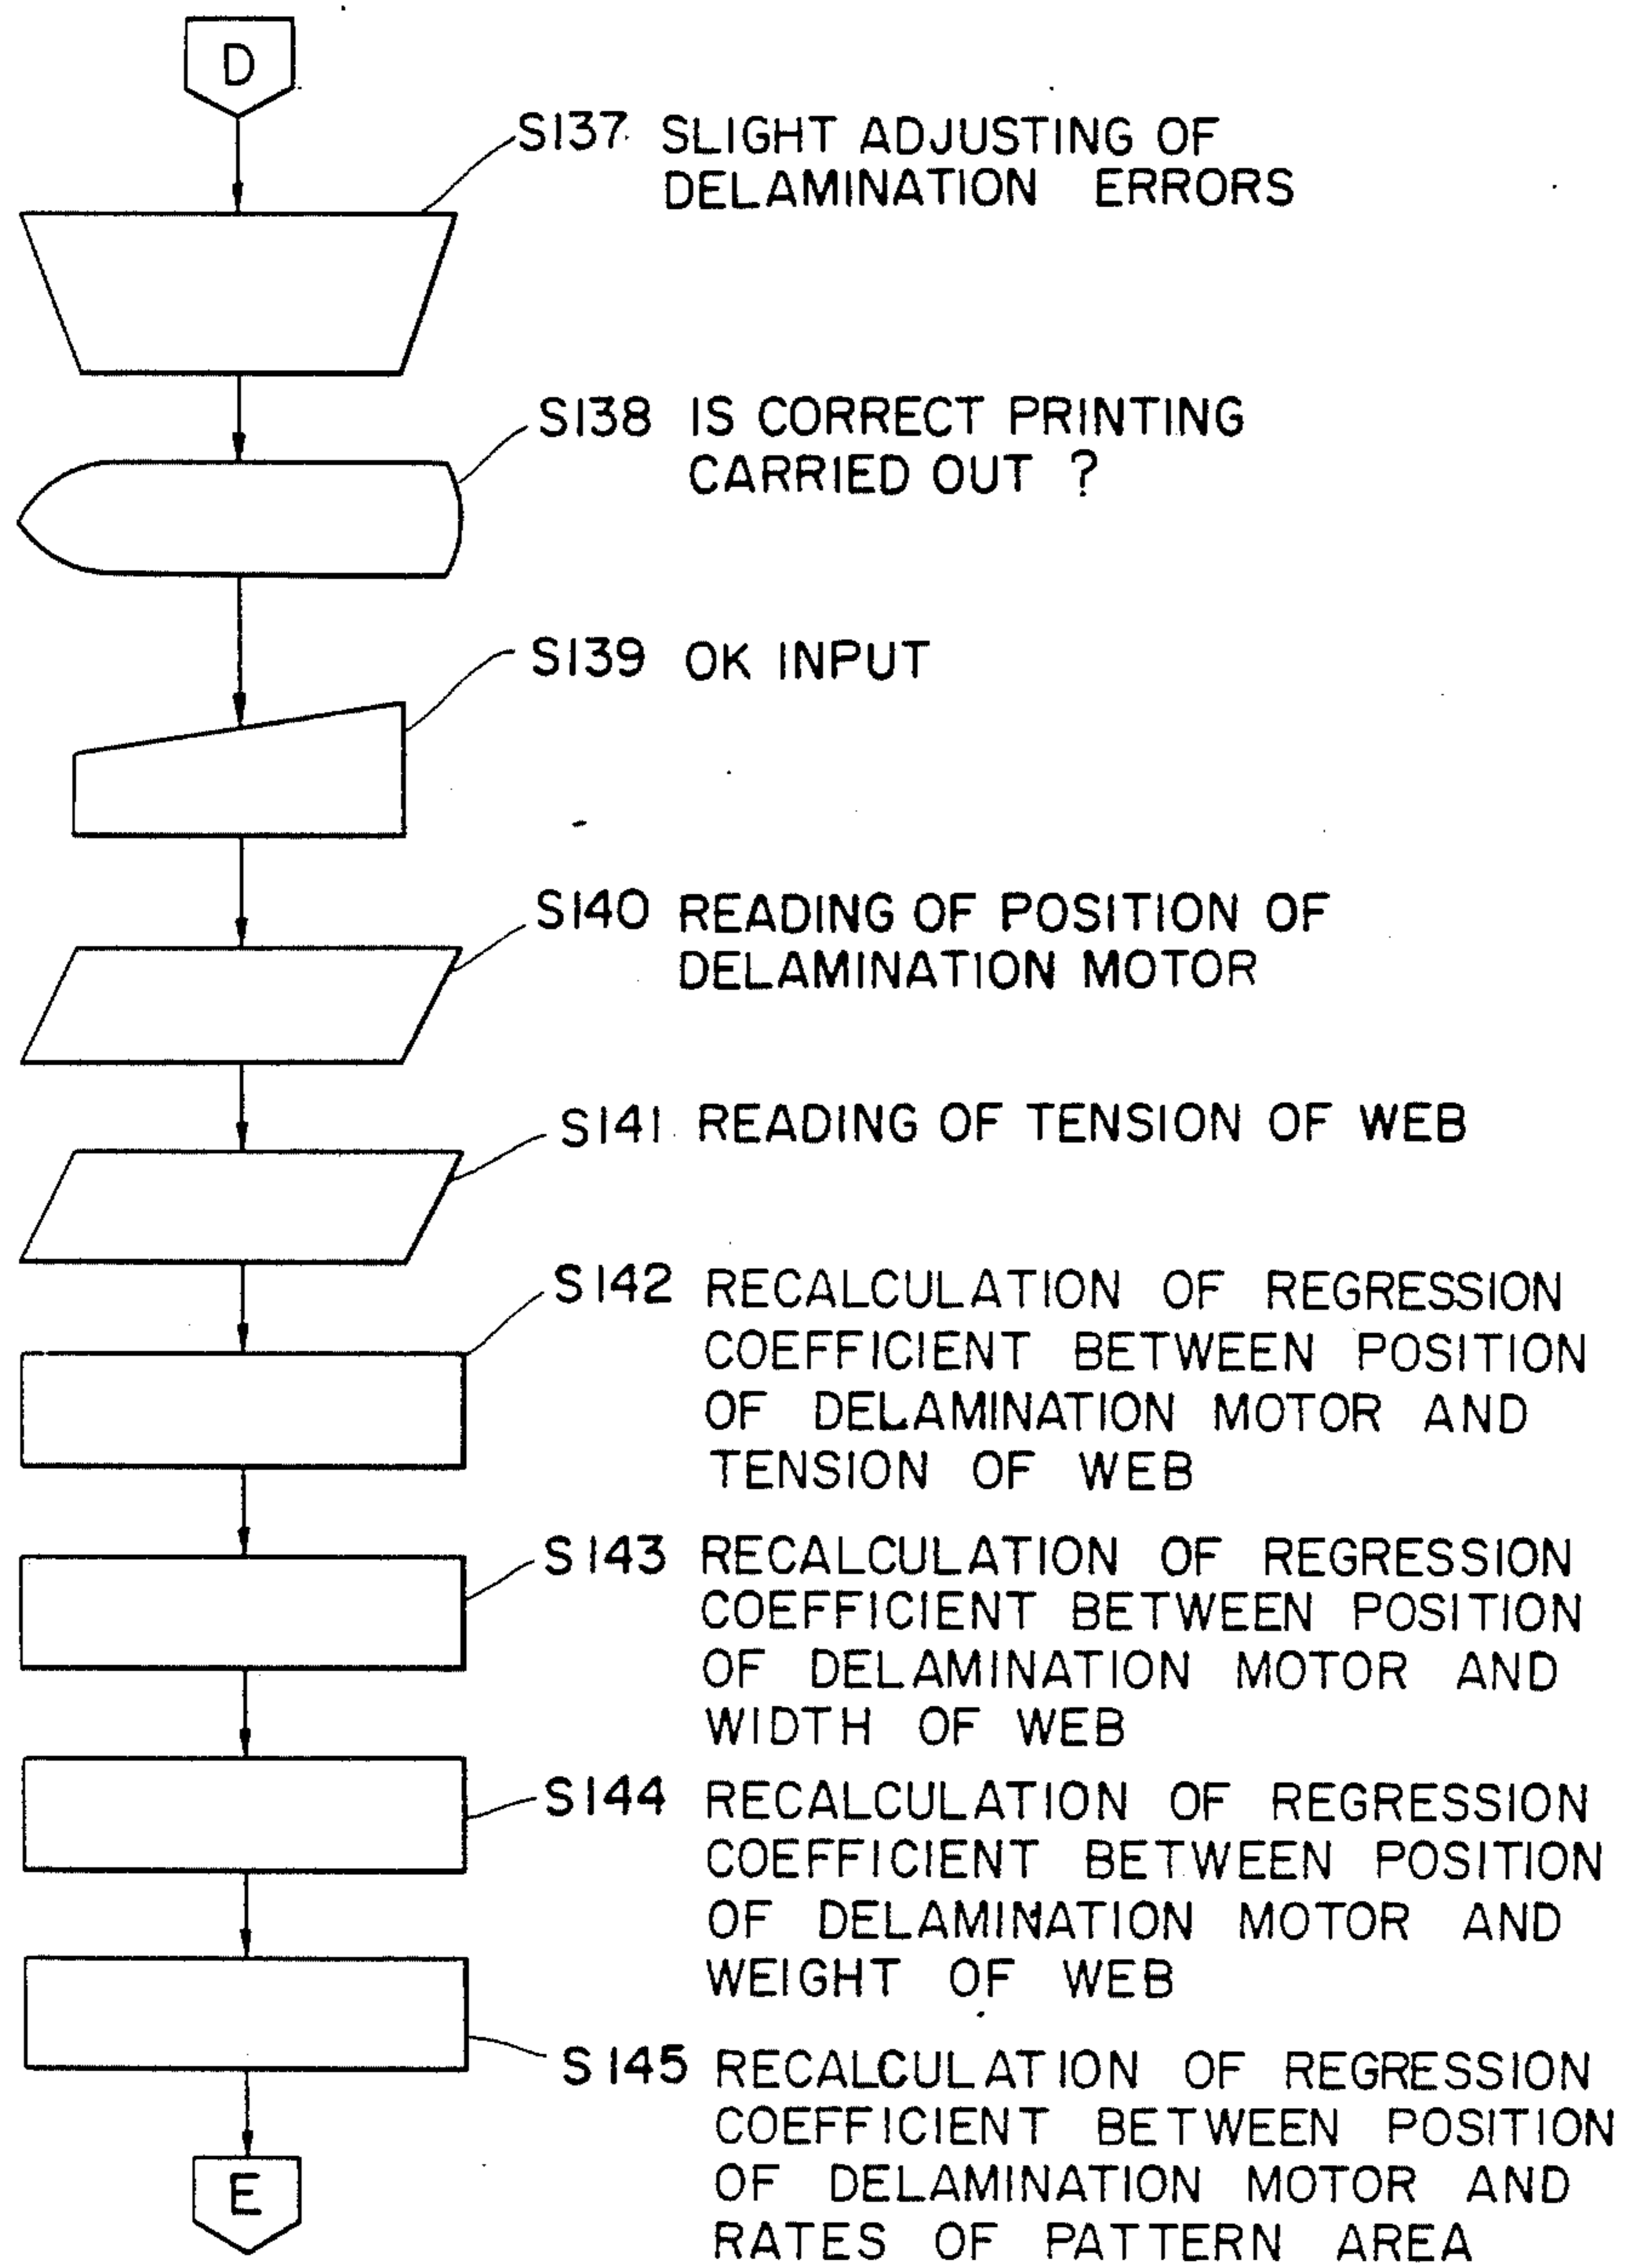 D
S137 SLIGHT ADJUSTING OF
DELAMINATION ERRORS
S138 IS CORRECT PRINTING
CARRIED OUT ?
S139 OK INPUT
S140 READING OF POSITION OF
DELAMINATION MOTOR
S141 READING OF TENSION OF WEB
S142 RECALCULATION OF REGRESSION
COEFFICIENT BETWEEN POSITION
OF DELAMINATION MOTOR AND
TENSION OF WEB
S143 RECALCULATION OF REGRESSION
COEFFICIENT BETWEEN POSITION
OF DELAMINATION MOTOR AND
WIDTH OF WEB
S144 RECALCULATION OF REGRESSION
COEFFICIENT BETWEEN POSITION
OF DELAMINATION MOTOR AND
WEIGHT OF WEB
S145 RECALCULATION OF REGRESSION
COEFFICIENT BETWEEN POSITION
OF DELAMINATION MOTOR AND
RATES OF PATTERN AREA
E